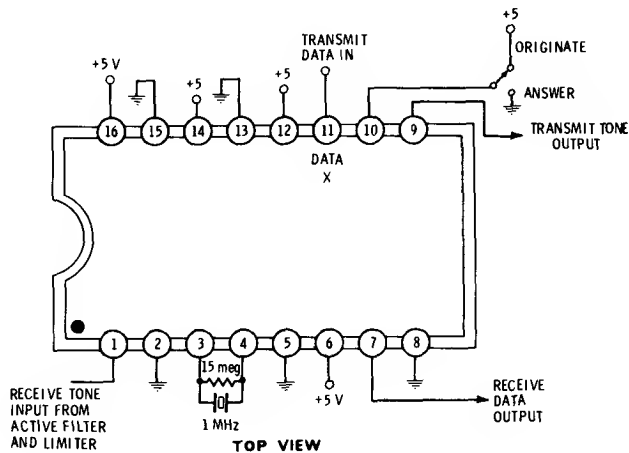 +5
TRANSMIT
DATA IN
ORIGINATE
+5 V
+5
+5
ANSWER
16 15 14 13 12 11 10 9
DATA
X
TRANSMIT TONE
OUTPUT
1 2 3 4 5 6 7 8
15 meg
1 MHz
+5 V
RECEIVE TONE
INPUT FROM
ACTIVE FILTER
AND LIMITER
RECEIVE
DATA
OUTPUT
TOP VIEW